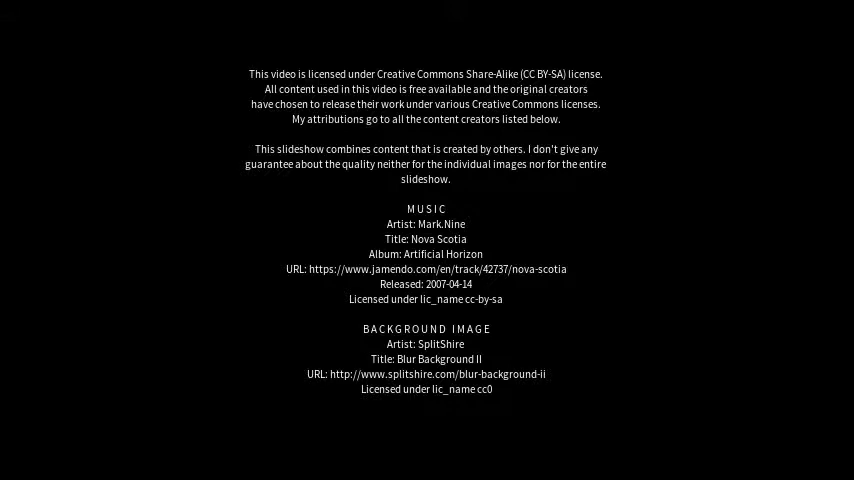 This video is licensed under Creative Commons Share-Alike (CC BY-SA) license.
All content used in this video is free available and the original creators
have chosen to release their work under various Creative Commons licenses.
My attributions go to all the content creators listed below.
This slideshow combines content that is created by others. I don't give any
guarantee about the quality neither for the individual images nor for the entire
slideshow.
MUSIC
Artist: Mark.Nine
Title: Nova Scotia
Album: Artificial Horizon
URL: https://www.jamendo.com/en/track/42737/nova-scotia
Released: 2007-04-14
Licensed under lic_name cc-by-sa
BACKGROUND IMAGE
Artist: SplitShire
Title: Blur Background II
URL: http://www.splitshire.com/blur-background-ii
Licensed under lic_name cc0